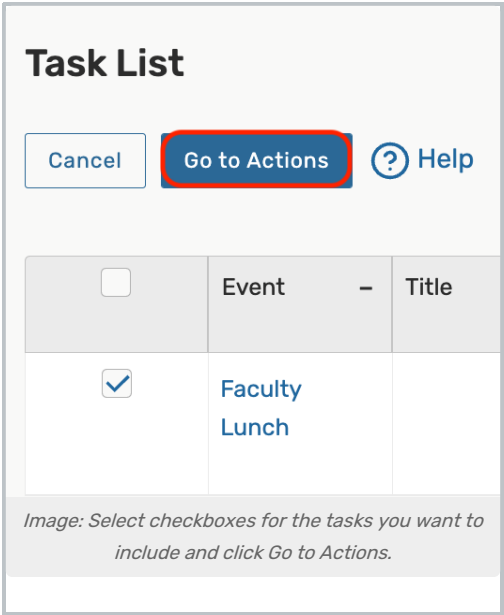 Task List
Cancel Go to Actions ? Help
Event – Title
Faculty
Lunch
Image: Select checkboxes for the tasks you want to
include and click Go to Actions.